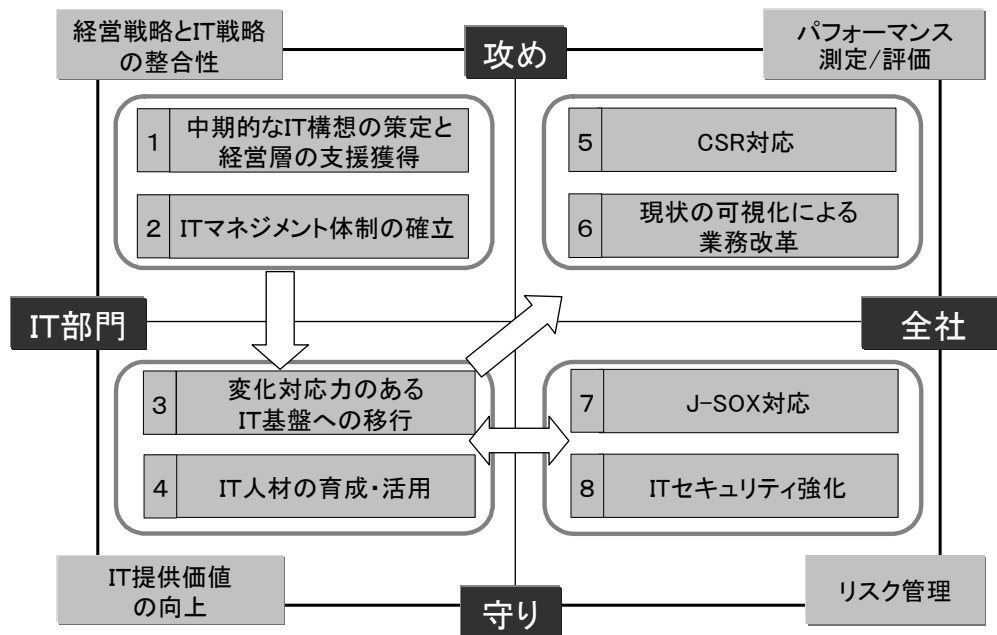 経営戦略とIT戦略
の整合性
攻め
パフォーマンス
測定/評価
1
中期的なIT構想の策定と
経営層の支援獲得
2
ITマネジメント体制の確立
5
CSR対応
6
現状の可視化による
業務改革
IT部門
全社
3
変化対応力のある
IT基盤への移行
4
IT人材の育成・活用
7
J-SOX対応
8
ITセキュリティ強化
IT提供価値
の向上
守り
リスク管理